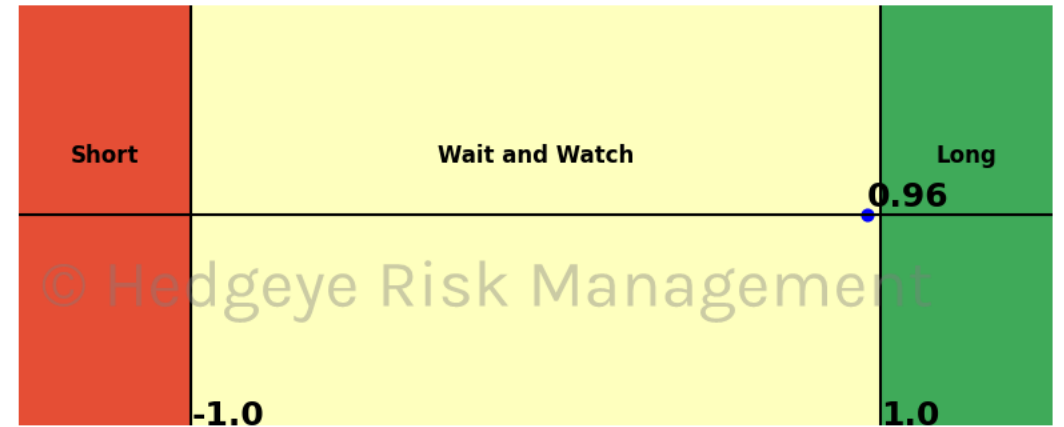 Short
Wait and Watch
Long
0.96
© Hedgeye Risk Management
-1.0
1.0